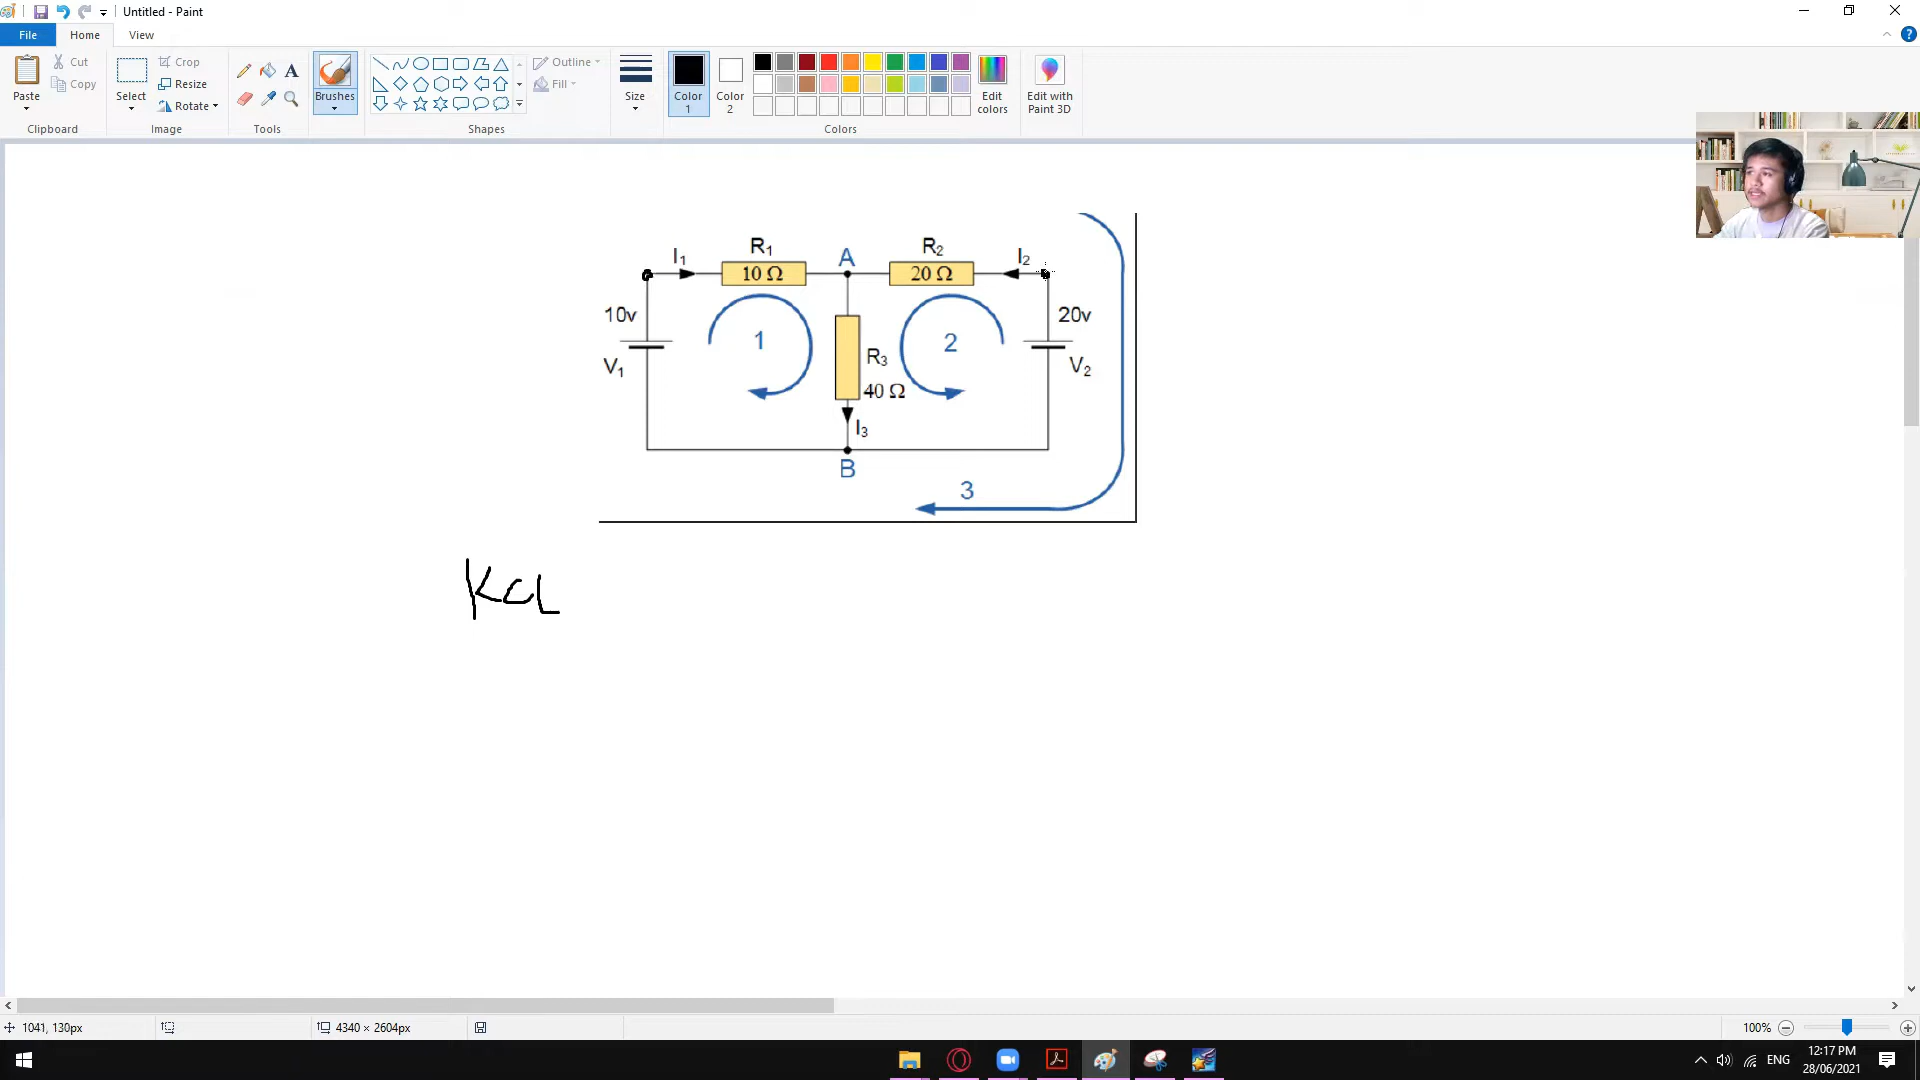 Untitled - Paint
File Home View
Paste Cut Copy
Clipboard
Select Crop Resize Rotate
Image
Tools
Brushes
Shapes
Outline
Fill
Size
Color 1
Color 2
Edit colors
Colors
Edit with Paint 3D
I1 R1 A R2 I2
10 Ω 20 Ω
10v 1 2 20v
V1 R3 V2
40 Ω
I3
B
3
KCL
1041, 130px 4340 × 2604px 100%
ENG 12:17 PM
28/06/2021